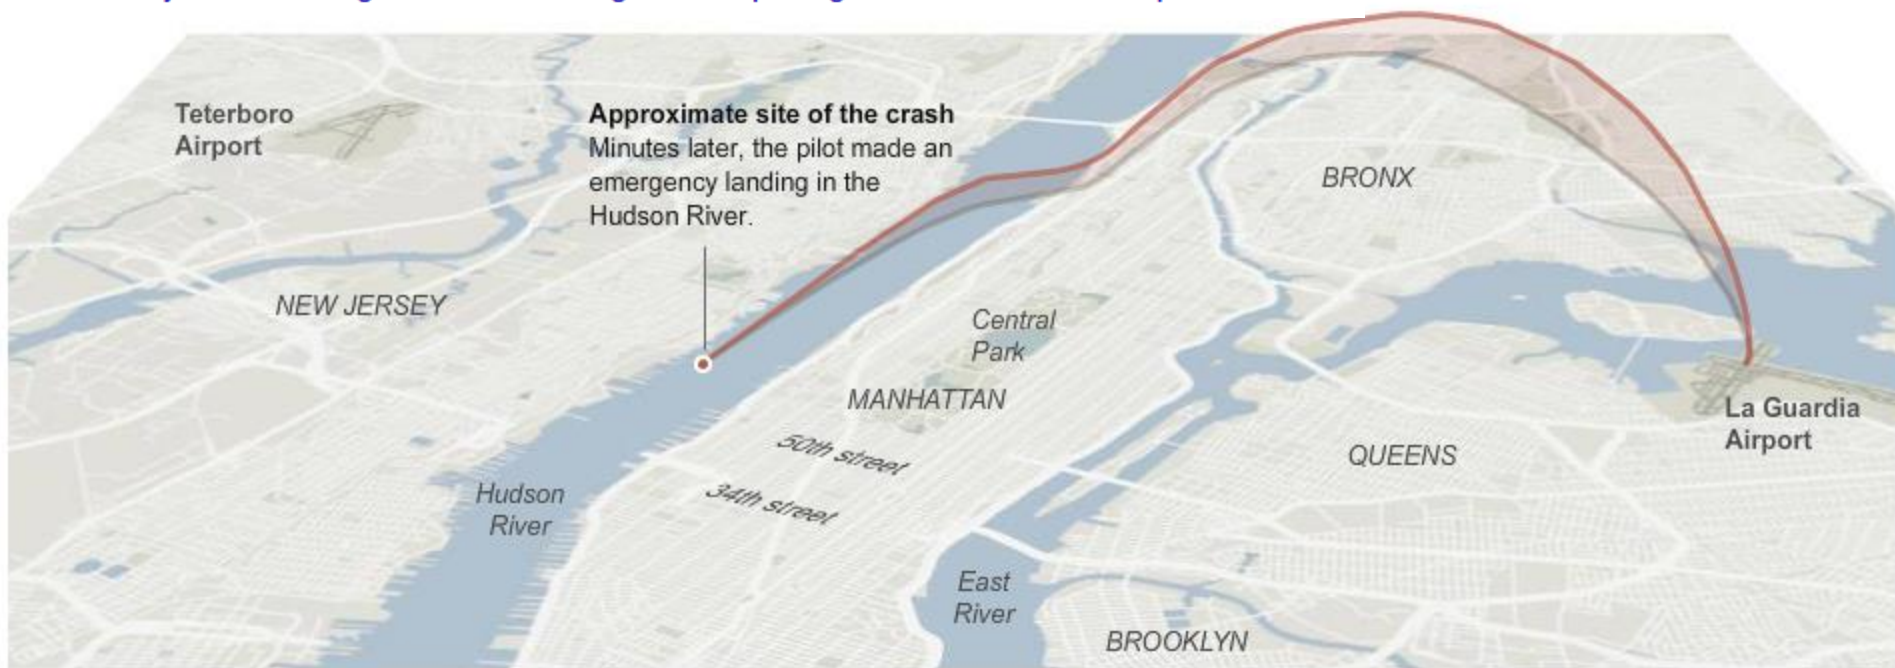 Teterboro
Airport
Approximate site of the crash
Minutes later, the pilot made an
emergency landing in the
Hudson River.
BRONX
NEW JERSEY
Central
Park
MANHATTAN
La Guardia
Airport
50th street
QUEENS
34th street
Hudson
River
East
River
BROOKLYN